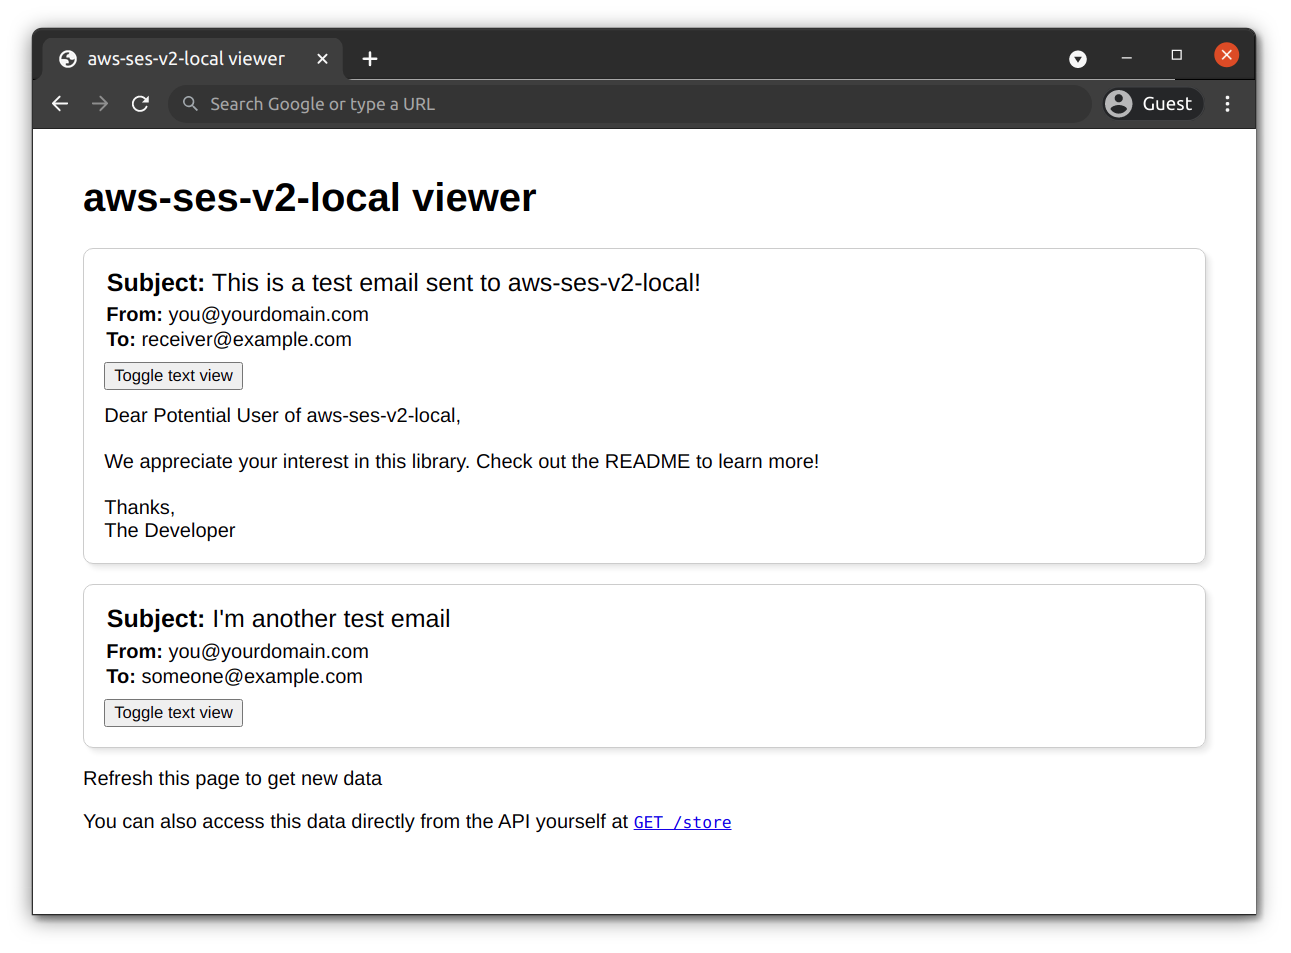 aws-ses-v2-local viewer
Search Google or type a URL
Guest
aws-ses-v2-local viewer
Subject: This is a test email sent to aws-ses-v2-local!
From: you@yourdomain.com
To: receiver@example.com
Toggle text view
Dear Potential User of aws-ses-v2-local,
We appreciate your interest in this library. Check out the README to learn more!
Thanks,
The Developer
Subject: I'm another test email
From: you@yourdomain.com
To: someone@example.com
Toggle text view
Refresh this page to get new data
You can also access this data directly from the API yourself at GET /store